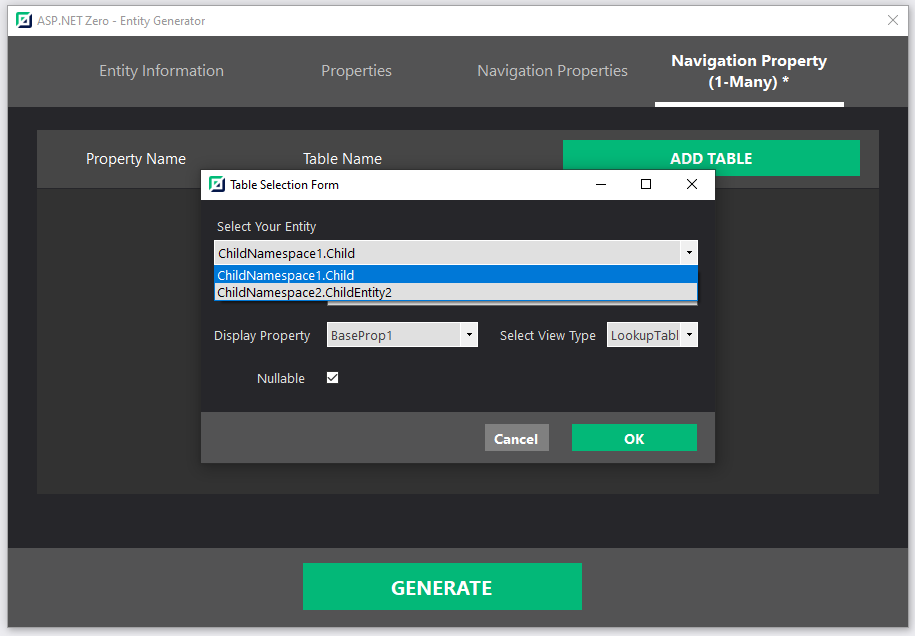 ASP.NET Zero - Entity Generator
Entity Information
Properties
Navigation Properties
Navigation Property
(1-Many) *
Property Name
Table Name
ADD TABLE
Table Selection Form
Select Your Entity
ChildNamespace1.Child
ChildNamespace1.Child
ChildNamespace2.ChildEntity2
Display Property
BaseProp1
Select View Type
LookupTabl
Nullable
Cancel
OK
GENERATE